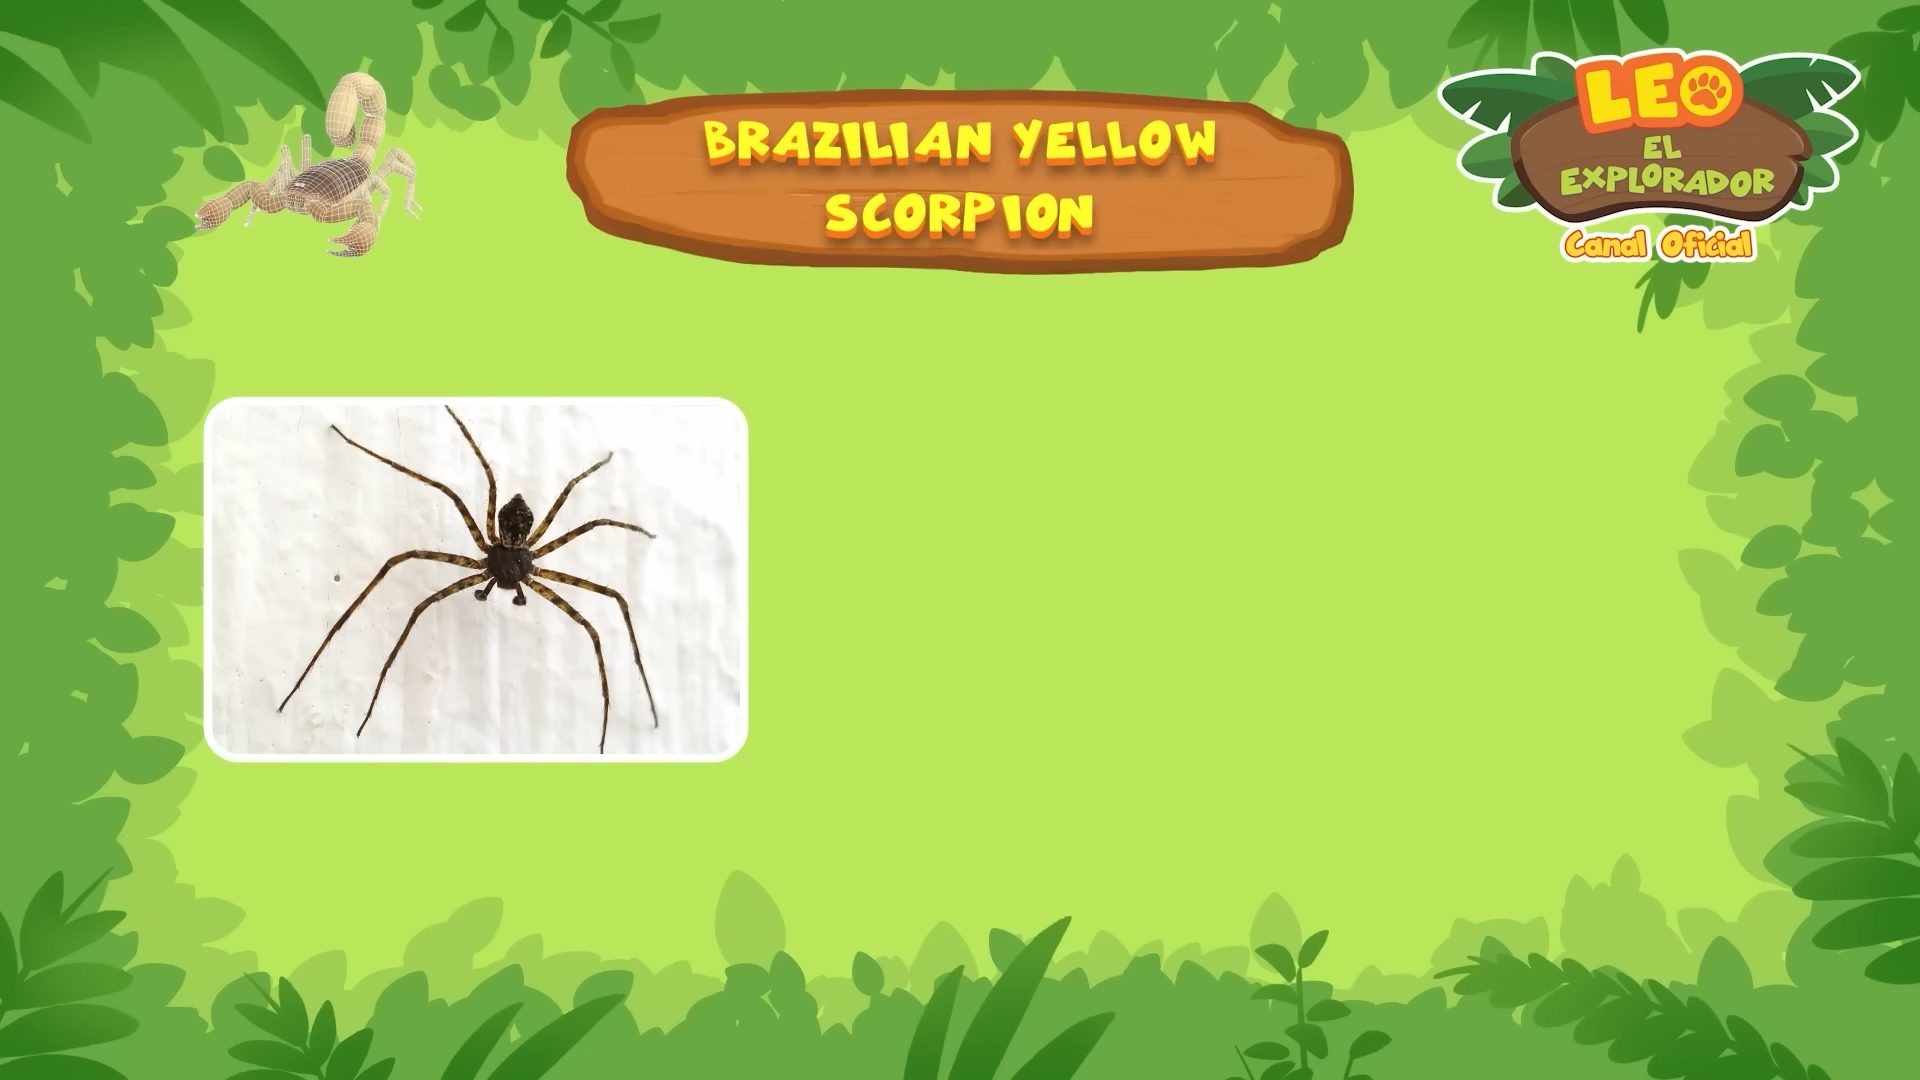 BRAZILIAN YELLOW
SCORPION
LEO
EL
EXPLORADOR
Canal Oficial